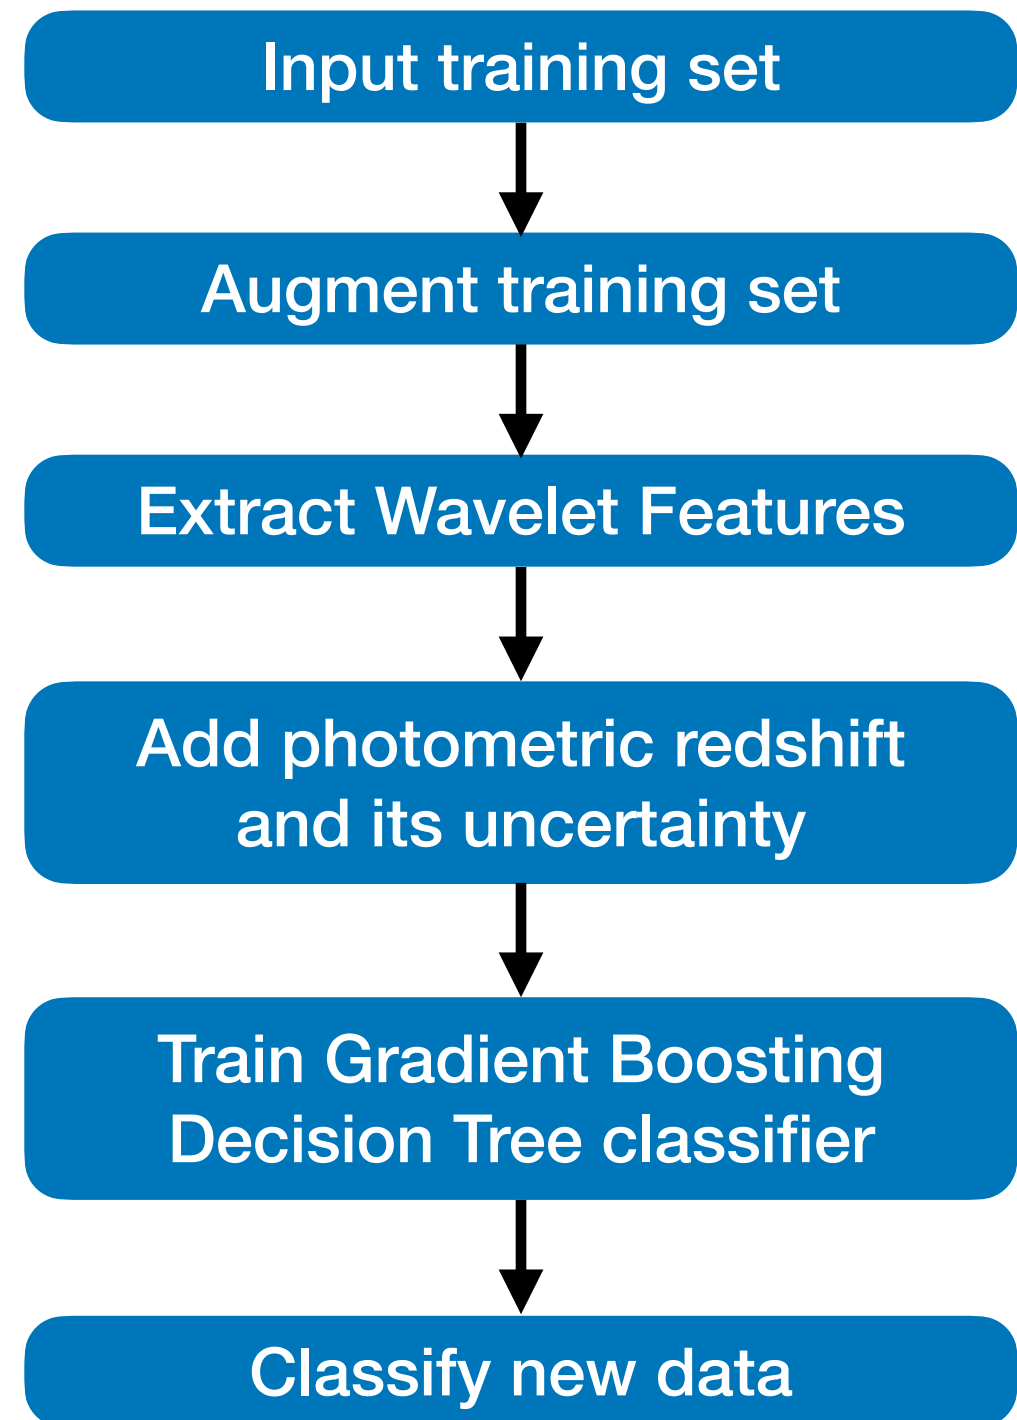 Input training set
Augment training set
Extract Wavelet Features
Add photometric redshift
and its uncertainty
Train Gradient Boosting
Decision Tree classifier
Classify new data